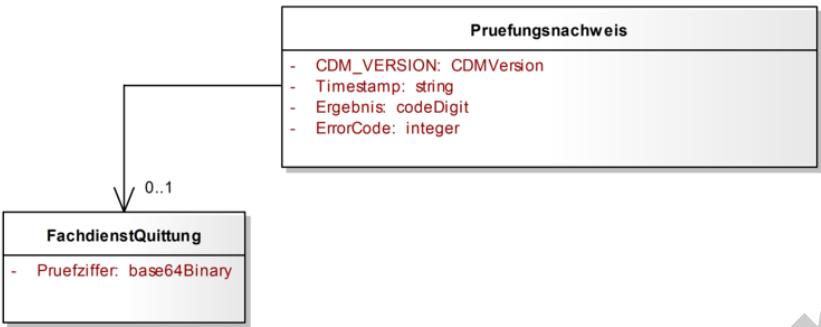 Pruefungsnachweis
- CDM_VERSION: CDMVersion
- Timestamp: string
- Ergebnis: codeDigit
- ErrorCode: integer
0..1
FachdienstQuittung
- Pruefziffer: base64Binary